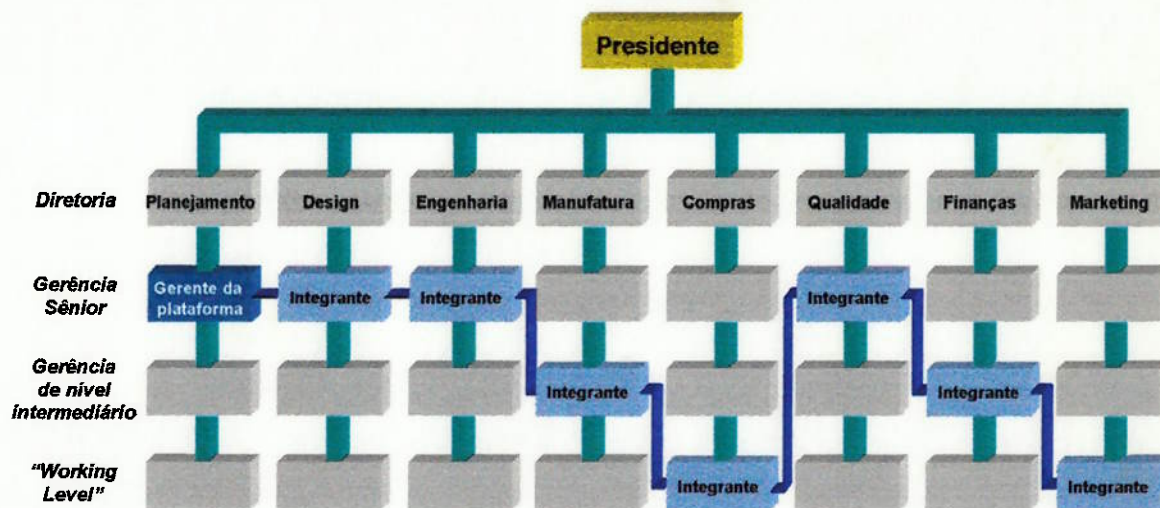 Presidente
Diretoria
Planejamento
Design
Engenharia
Manufatura
Compras
Qualidade
Finanças
Marketing
Gerência
Sênior
Gerente da
plataforma
Integrante
Integrante
Integrante
Gerência
de nível
intermediário
Integrante
Integrante
"Working
Level"
Integrante
Integrante